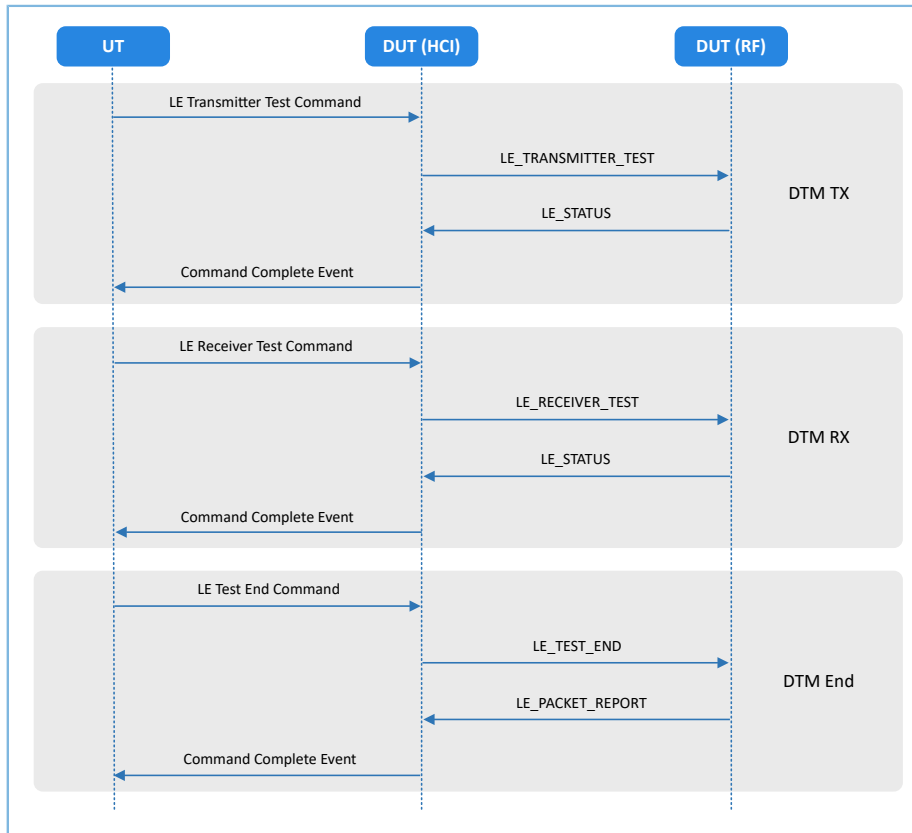 UT
DUT (HCI)
DUT (RF)
LE Transmitter Test Command
LE_TRANSMITTER_TEST
DTM TX
LE_STATUS
Command Complete Event
LE Receiver Test Command
LE_RECEIVER_TEST
DTM RX
LE_STATUS
Command Complete Event
LE Test End Command
LE_TEST_END
DTM End
LE_PACKET_REPORT
Command Complete Event